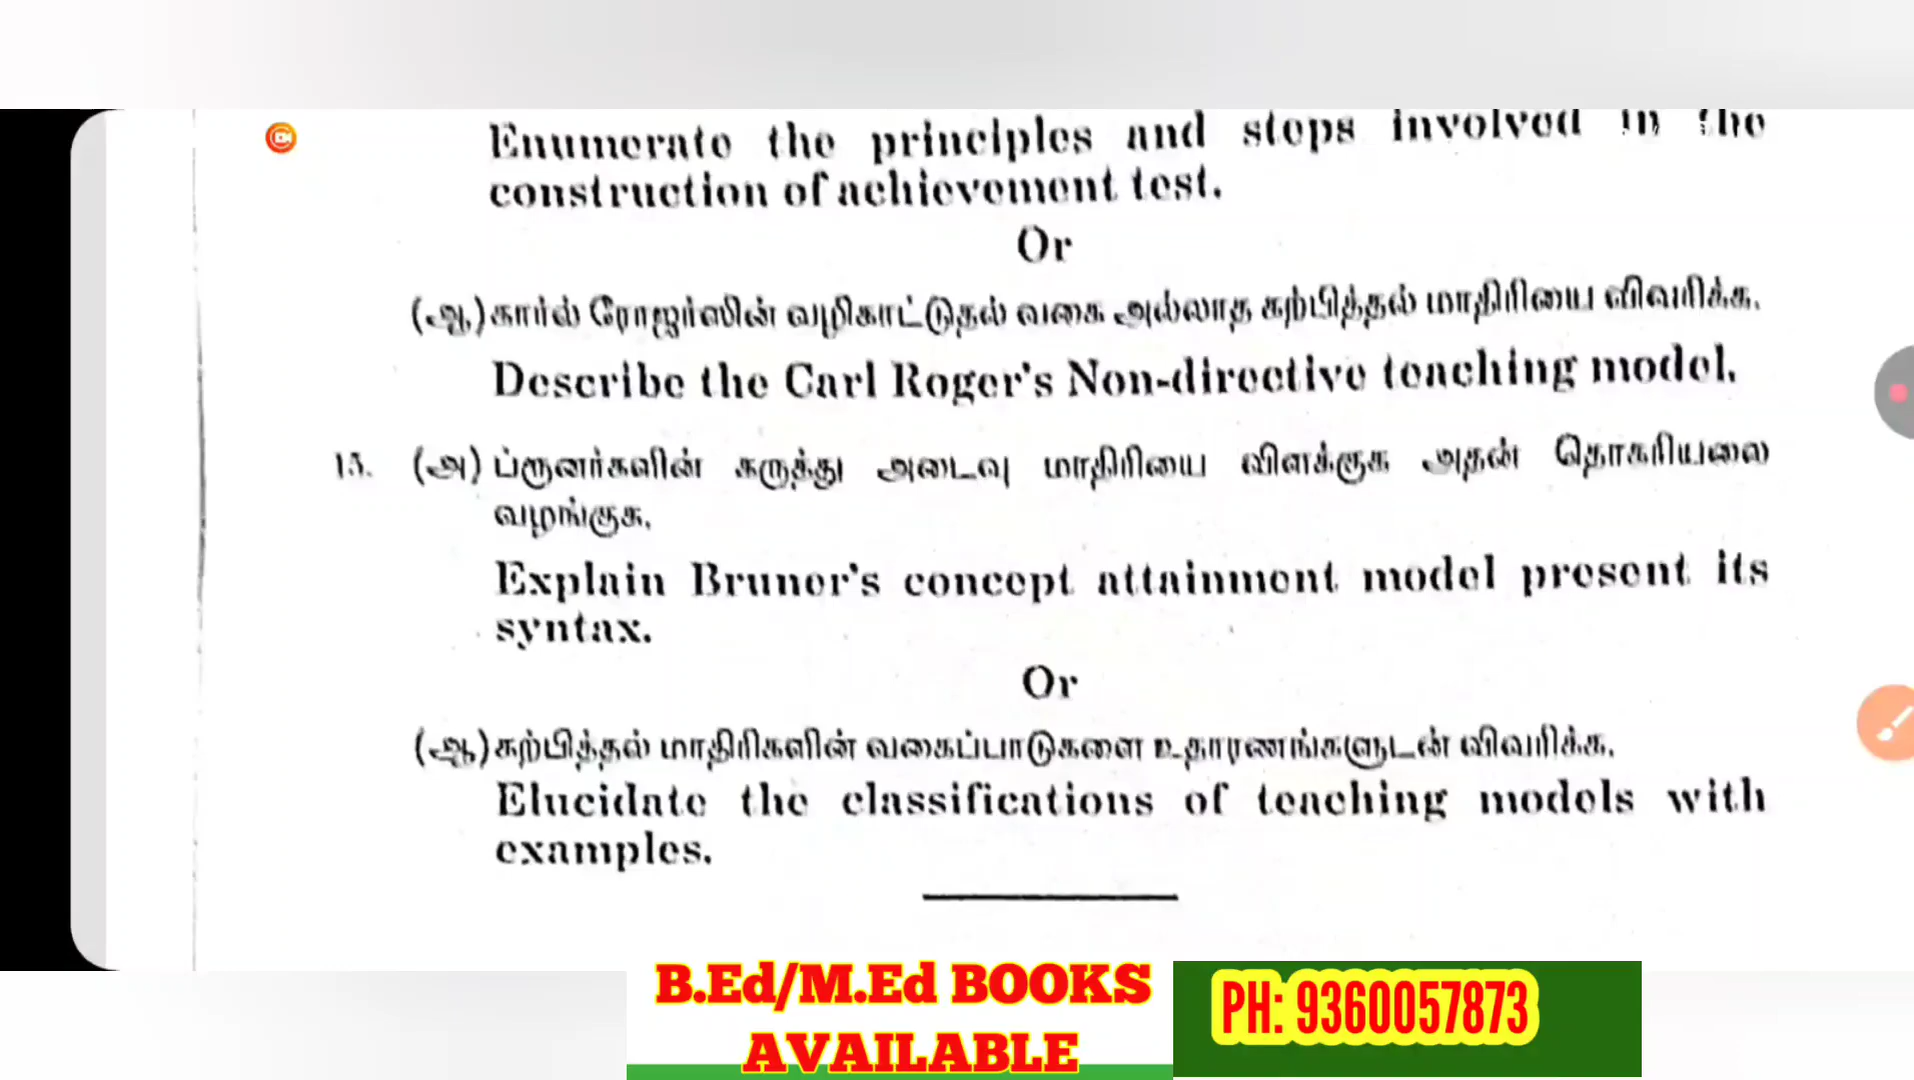 Enumerate the principles and steps involved in the
construction of achievement test.
Or
(ஆ) கார்ல் ரோஜர்ஸின் வழிகாட்டுதல் வகை அல்லாத கற்பித்தல் மாதிரியை விவரிக்க.
Describe the Carl Roger's Non-directive teaching model.
15. (அ) ப்ரூனர்களின் கருத்து அடைவு மாதிரியை விளக்குக அதன் தொகரியலை
வழங்குக.
Explain Bruner's concept attainment model present its
syntax.
Or
(ஆ) கற்பித்தல் மாதிரிகளின் வகைப்பாடுகளை உதாரணங்களுடன் விவரிக்க.
Elucidate the classifications of teaching models with
examples.
B.Ed/M.Ed BOOKS
AVAILABLE
PH: 9360057873